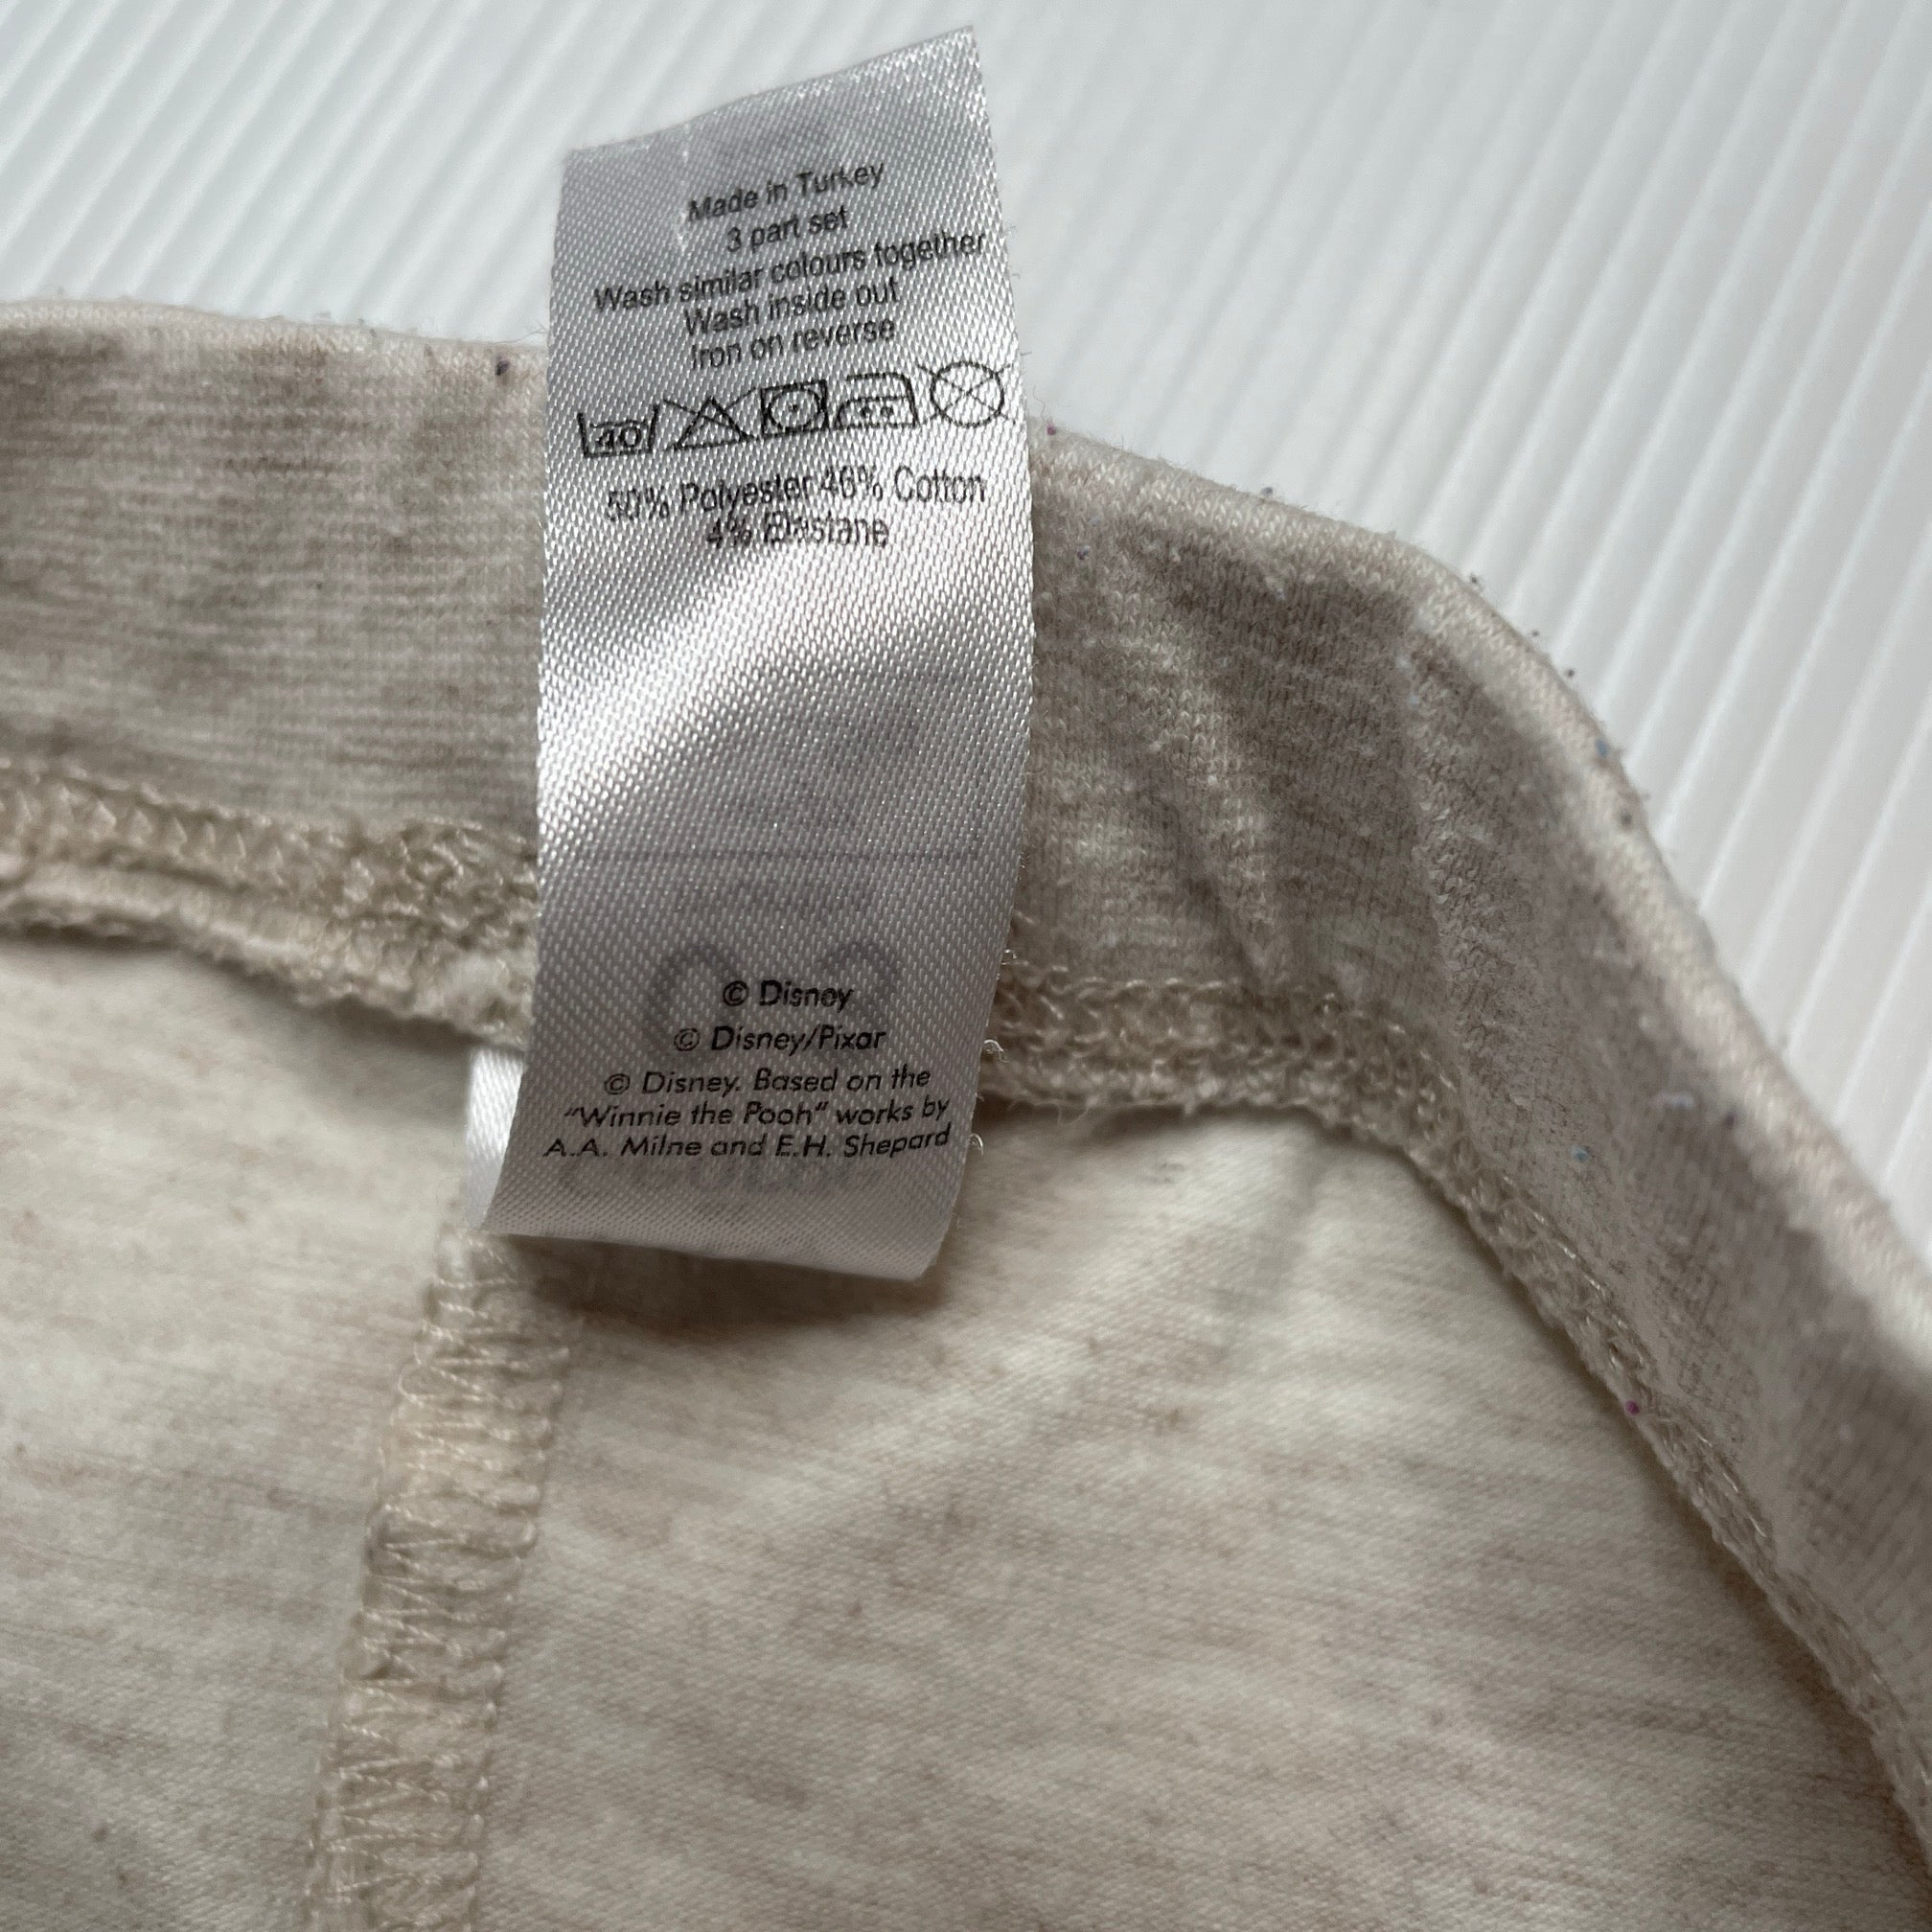 Made in Turkey
3 part set
Wash similar colours together
Wash inside out
Iron on reverse
40
50% Polyester 46% Cotton
4% Elastane
© Disney
© Disney/Pixar
© Disney. Based on the
"Winnie the Pooh" works by
A.A. Milne and E.H. Shepard